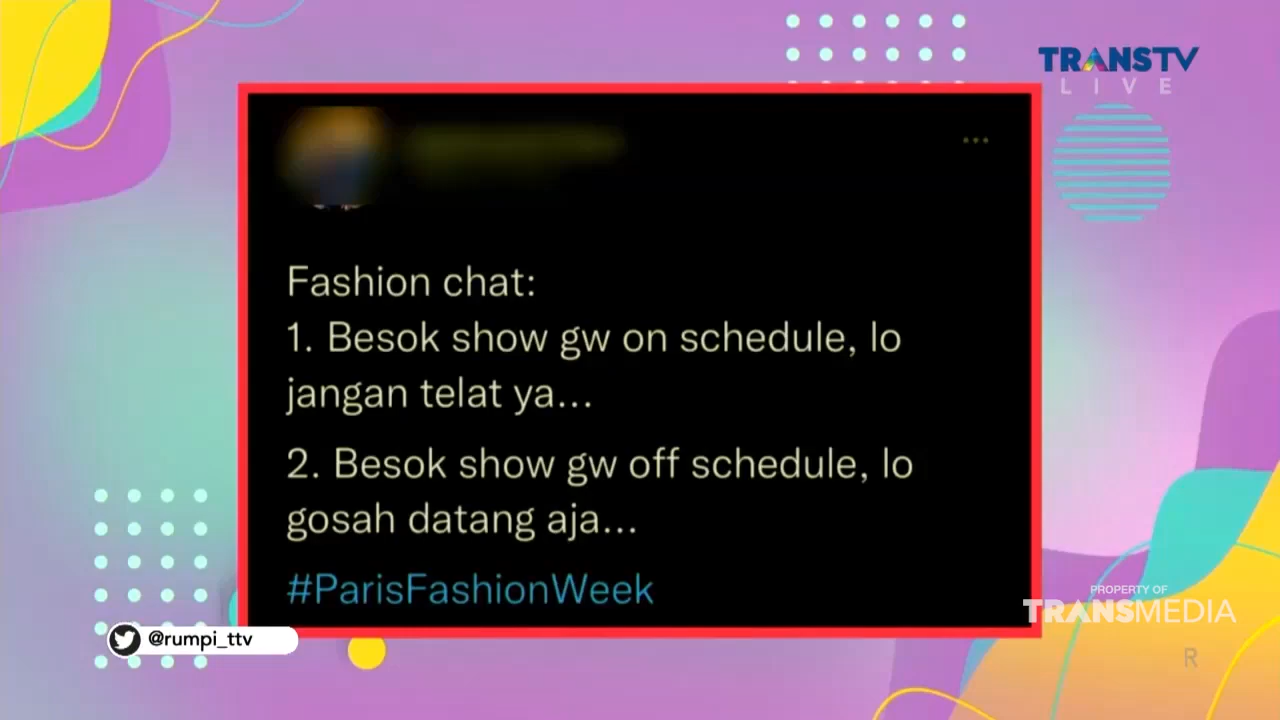 TRANSTV
LIVE
Fashion chat:
1. Besok show gw on schedule, lo
jangan telat ya...
2. Besok show gw off schedule, lo
gosah datang aja...
#ParisFashionWeek
@rumpi_ttv
PROPERTY OF
TRANSMEDIA
R